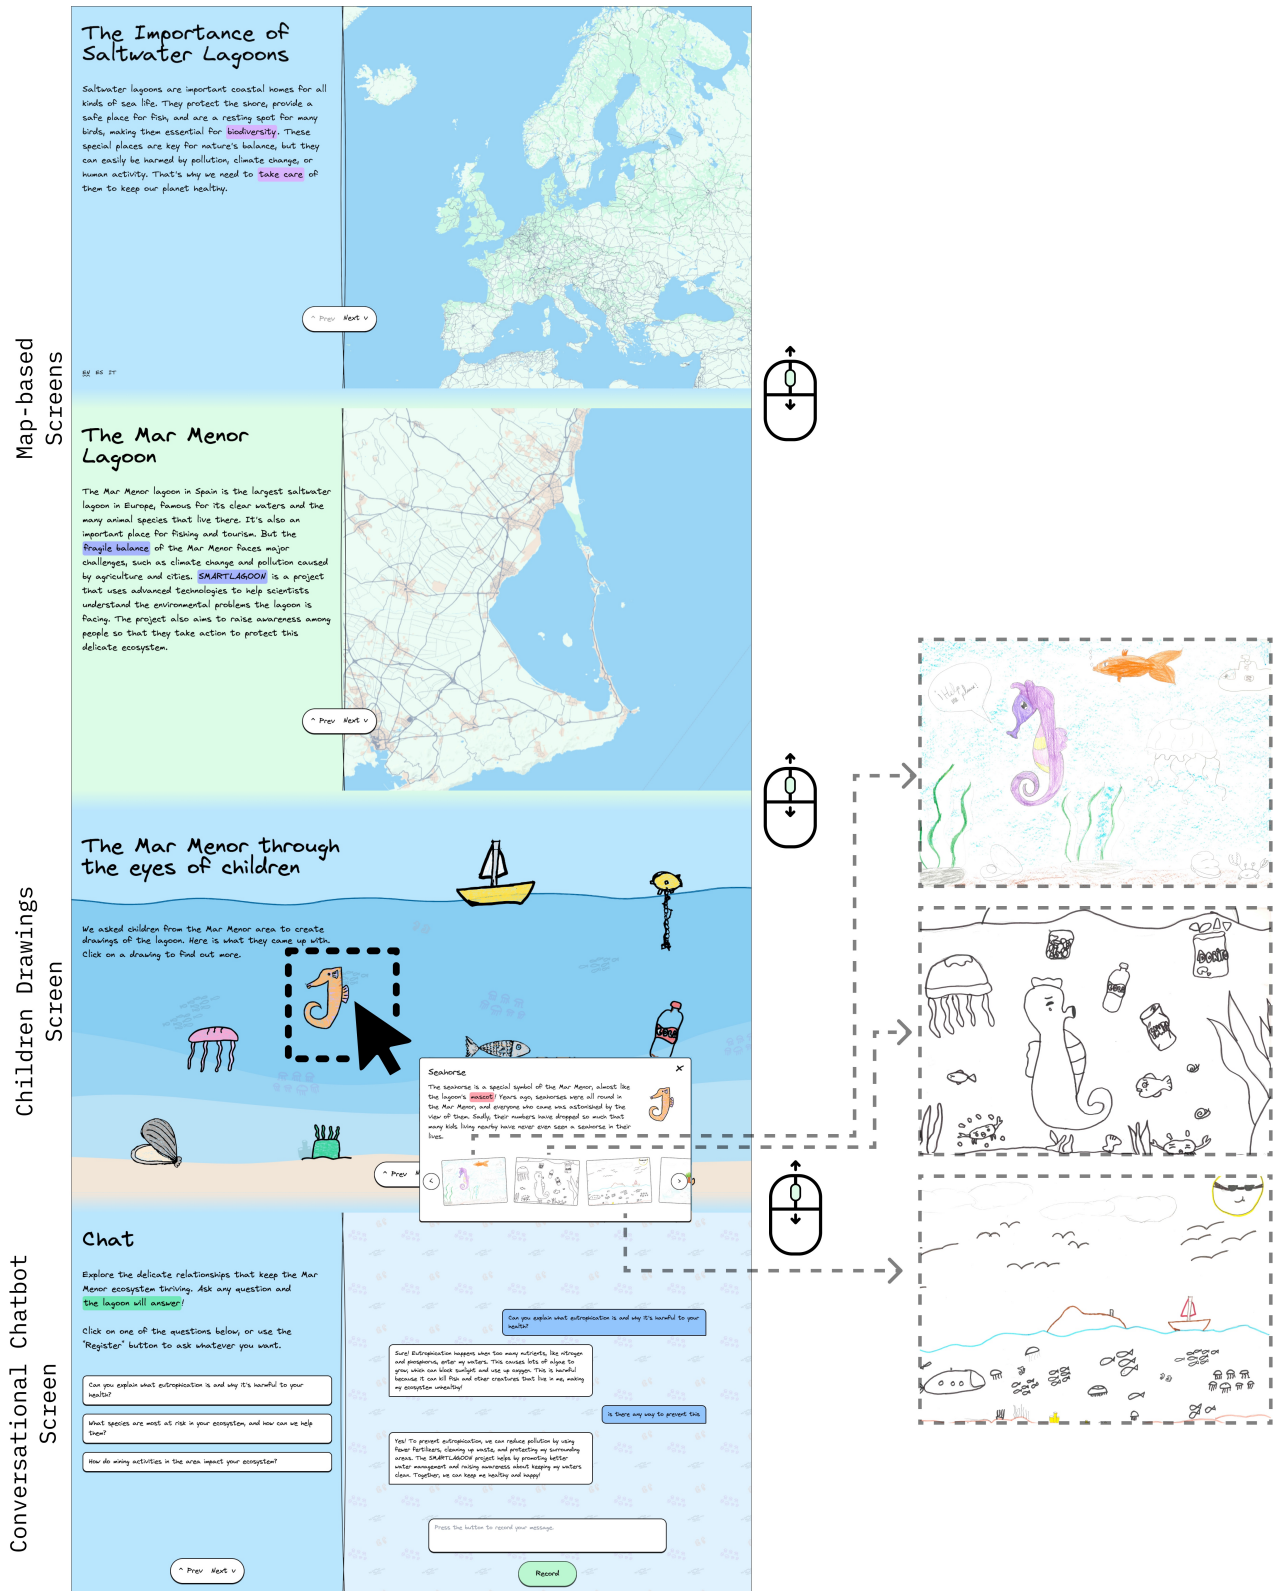 Map-based
Screens
The Importance of
Saltwater Lagoons
Saltwater lagoons are important coastal homes for all
kinds of sea life. They protect the shore, provide a
safe place for fish, and are a resting spot for many
birds, making them essential for biodiversity. These
special places are key for nature's balance, but they
can easily be harmed by pollution, climate change, or
human activity. That's why we need to take care of
them to keep our planet healthy.
^ Prev Next v
EN ES IT
The Mar Menor
Lagoon
The Mar Menor lagoon in Spain is the largest saltwater
lagoon in Europe, famous for its clear waters and the
many animal species that live there. It's also an
important place for fishing and tourism. But the
fragile balance of the Mar Menor faces major
challenges, such as climate change and pollution caused
by agriculture and cities. SMARTLAGOON is a project
that uses advanced technologies to help scientists
understand the environmental problems the lagoon is
facing. The project also aims to raise awareness among
people so that they take action to protect this
delicate ecosystem.
^ Prev Next v
Children Drawings
Screen
The Mar Menor through
the eyes of children
We asked children from the Mar Menor area to create
drawings of the lagoon. Here is what they came up with.
Click on a drawing to find out more.
Seahorse
The seahorse is a special symbol of the Mar Menor, almost like
the lagoon's mascot! Years ago, seahorses were all round in
the Mar Menor, and everyone who came was astonished by the
view of them. Sadly, their numbers have dropped so much that
many kids living nearby have never even seen a seahorse in their
lives.
^ Prev
Conversational Chatbot
Screen
Chat
Explore the delicate relationships that keep the Mar
Menor ecosystem thriving. Ask any question and
the lagoon will answer!
Click on one of the questions below, or use the
"Register" button to ask whatever you want.
Can you explain what eutrophication is and why it's harmful to your
health?
What species are most at risk in your ecosystem, and how can we help
them?
How do mining activities in the area impact your ecosystem?
^ Prev Next v
Can you explain what eutrophication is and why it's harmful to your
health?
Sure! Eutrophication happens when too many nutrients, like nitrogen
and phosphorus, enter my waters. This causes lots of algae to
grow, which can block sunlight and use up oxygen. This is harmful
because it can kill fish and other creatures that live in me, making
my ecosystem unhealthy!
is there any way to prevent this
Yes! To prevent eutrophication, we can reduce pollution by using
fewer fertilizers, cleaning up waste, and protecting my surrounding
areas. The SMARTLAGOON project helps by promoting better
water management and raising awareness about keeping my waters
clean. Together, we can keep me healthy and happy!
Press the button to record your message.
Record